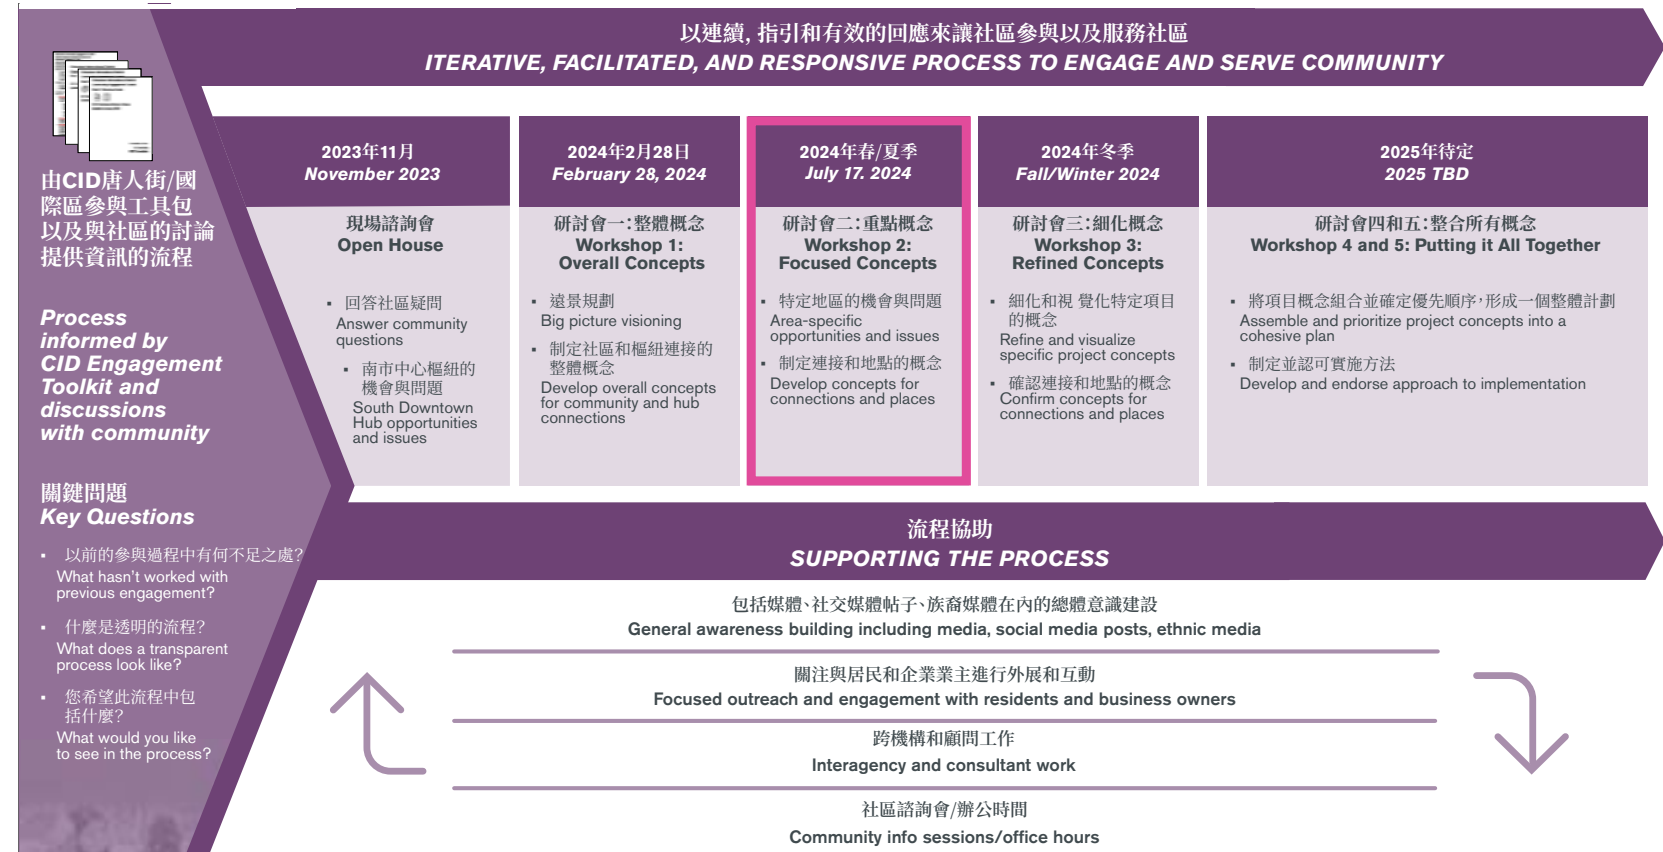 以連續, 指引和有效的回應來讓社區參與以及服務社區
ITERATIVE, FACILITATED, AND RESPONSIVE PROCESS TO ENGAGE AND SERVE COMMUNITY
由CID唐人街/國
際區參與工具包
以及與社區的討論
提供資訊的流程
Process
informed by
CID Engagement
Toolkit and
discussions
with community
關鍵問題
Key Questions
▪ 以前的參與過程中有何不足之處?
What hasn't worked with
previous engagement?
▪ 什麼是透明的流程?
What does a transparent
process look like?
▪ 您希望此流程中包
括什麼?
What would you like
to see in the process?
2023年11月
November 2023
現場諮詢會
Open House
▪ 回答社區疑問
Answer community
questions
▪ 南市中心樞紐的
機會與問題
South Downtown
Hub opportunities
and issues
2024年2月28日
February 28, 2024
研討會一：整體概念
Workshop 1:
Overall Concepts
▪ 遠景規劃
Big picture visioning
▪ 制定社區和樞紐連接的
整體概念
Develop overall concepts
for community and hub
connections
2024年春/夏季
July 17. 2024
研討會二：重點概念
Workshop 2:
Focused Concepts
▪ 特定地區的機會與問題
Area-specific
opportunities and issues
▪ 制定連接和地點的概念
Develop concepts for
connections and places
2024年冬季
Fall/Winter 2024
研討會三：細化概念
Workshop 3:
Refined Concepts
▪ 細化和視 覺化特定項目
的概念
Refine and visualize
specific project concepts
▪ 確認連接和地點的概念
Confirm concepts for
connections and places
2025年待定
2025 TBD
研討會四和五：整合所有概念
Workshop 4 and 5: Putting it All Together
▪ 將項目概念組合並確定優先順序，形成一個整體計劃
Assemble and prioritize project concepts into a
cohesive plan
▪ 制定並認可實施方法
Develop and endorse approach to implementation
流程協助
SUPPORTING THE PROCESS
包括媒體、社交媒體帖子、族裔媒體在內的總體意識建設
General awareness building including media, social media posts, ethnic media
關注與居民和企業業主進行外展和互動
Focused outreach and engagement with residents and business owners
跨機構和顧問工作
Interagency and consultant work
社區諮詢會/辦公時間
Community info sessions/office hours